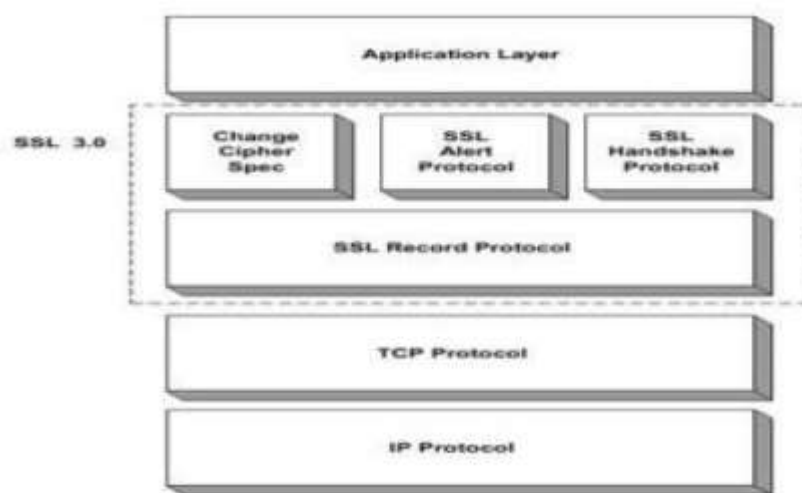 Application Layer
SSL 3.0
Change
Cipher
Spec
SSL
Alert
Protocol
SSL
Handshake
Protocol
SSL Record Protocol
TCP Protocol
IP Protocol